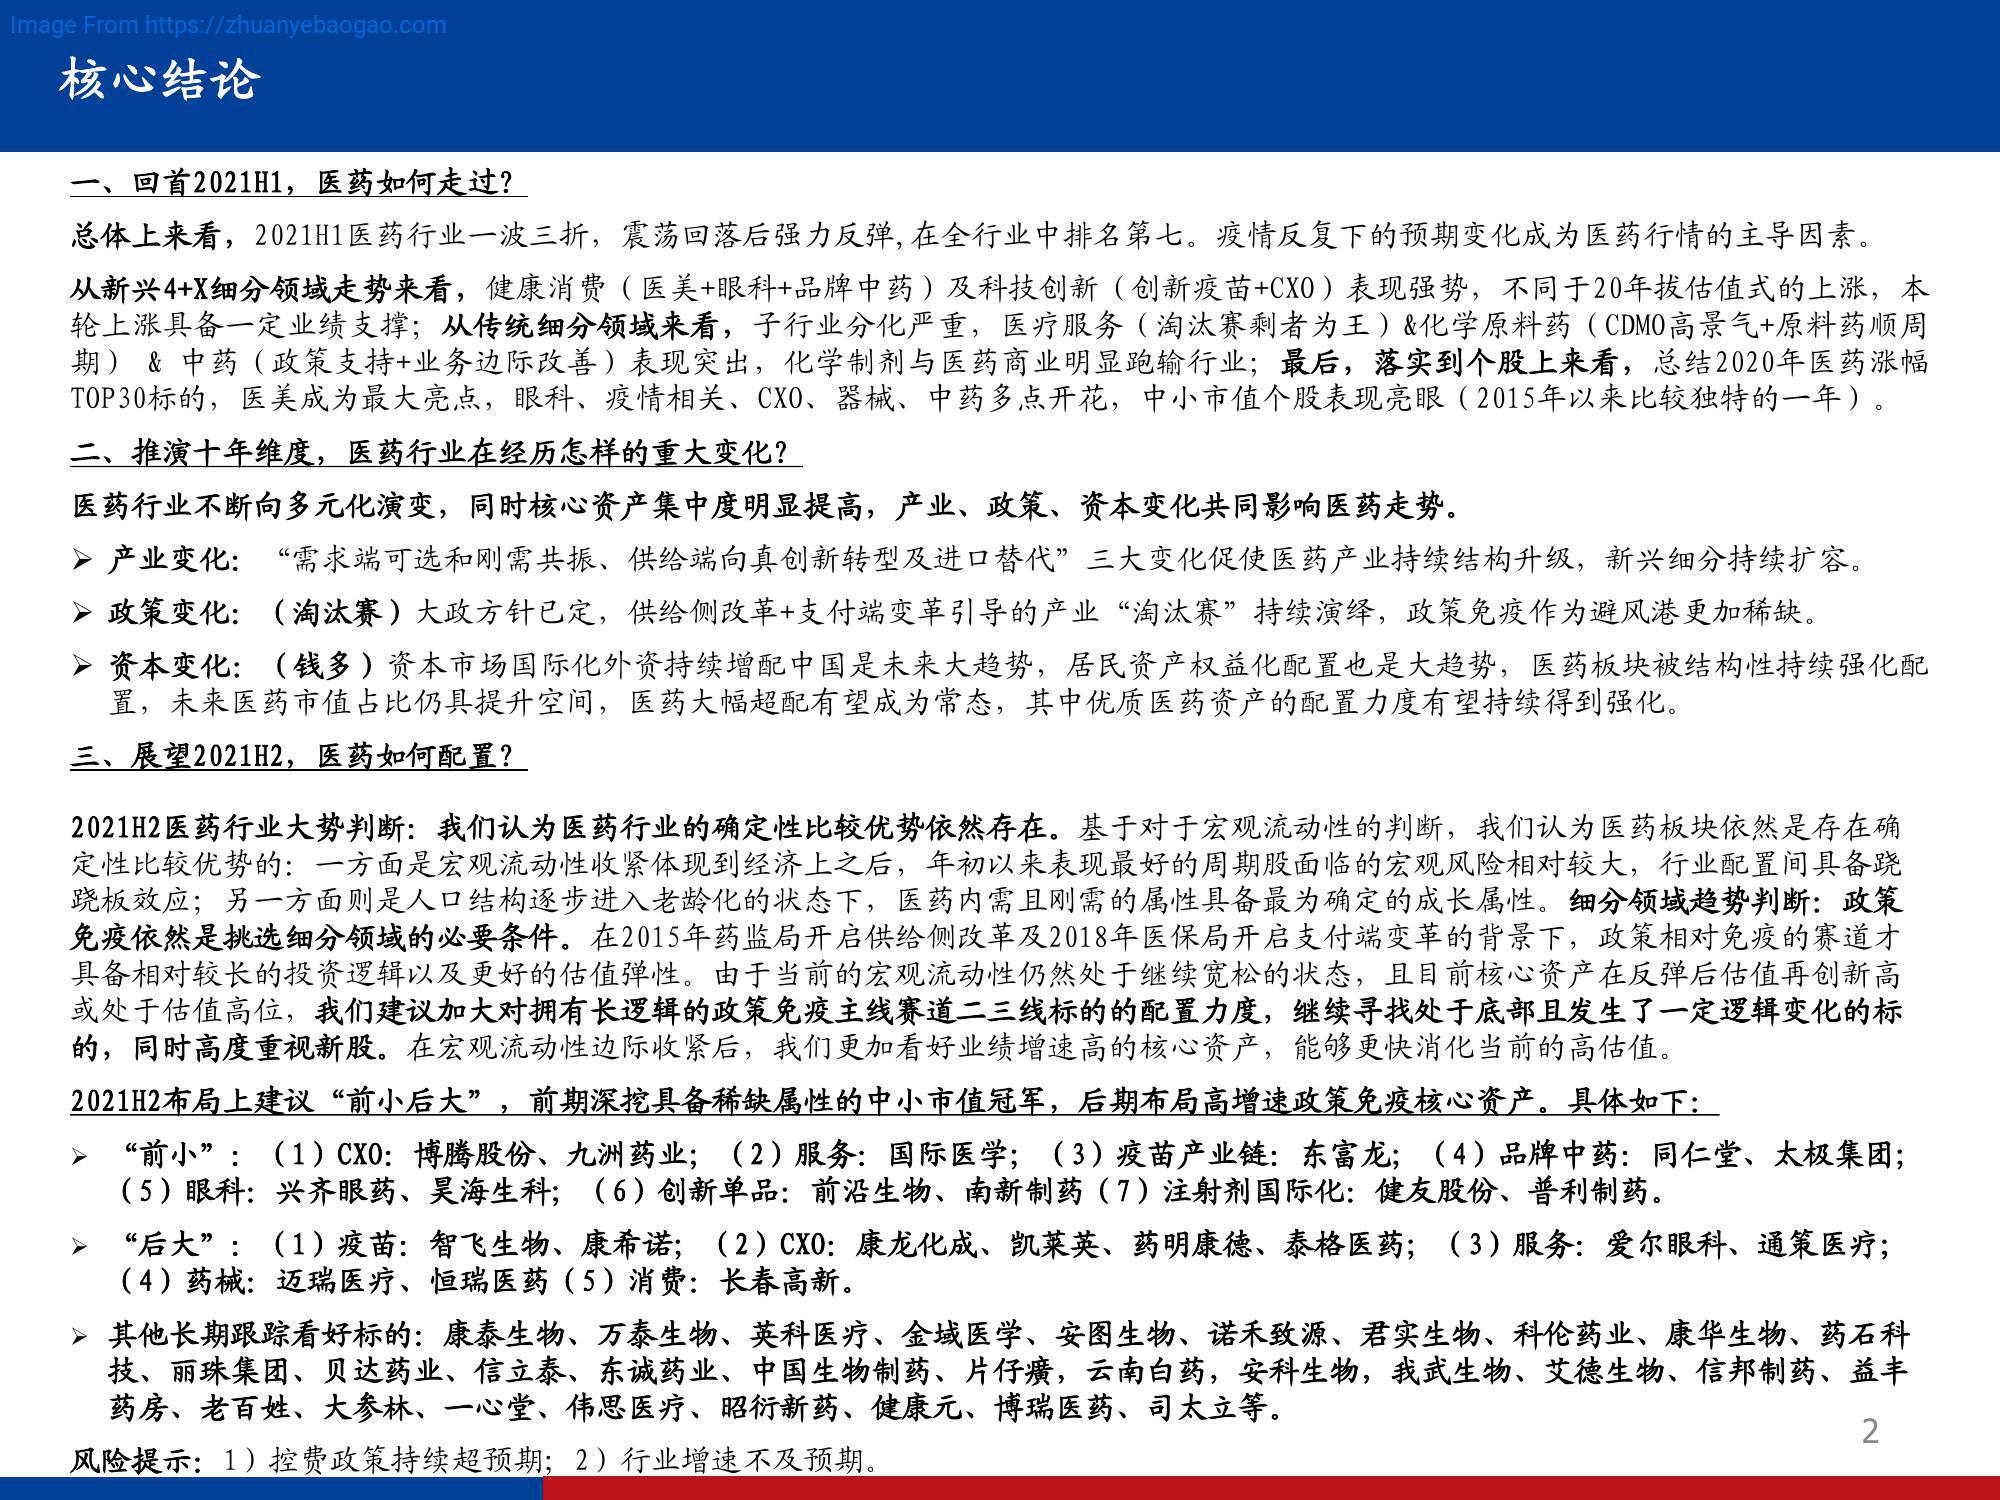 Image From https://zhuanyebaogao.com
核心结论
一、回首2021H1，医药如何走过？
总体上来看，2021H1医药行业一波三折，震荡回落后强力反弹,在全行业中排名第七。疫情反复下的预期变化成为医药行情的主导因素。
从新兴4+X细分领域走势来看，健康消费（医美+眼科+品牌中药）及科技创新（创新疫苗+CXO）表现强势，不同于20年拔估值式的上涨，本
轮上涨具备一定业绩支撑；从传统细分领域来看，子行业分化严重，医疗服务（淘汰赛剩者为王）&化学原料药（CDMO高景气+原料药顺周
期） & 中药（政策支持+业务边际改善）表现突出，化学制剂与医药商业明显跑输行业；最后，落实到个股上来看，总结2020年医药涨幅
TOP30标的，医美成为最大亮点，眼科、疫情相关、CXO、器械、中药多点开花，中小市值个股表现亮眼（2015年以来比较独特的一年）。
二、推演十年维度，医药行业在经历怎样的重大变化？
医药行业不断向多元化演变，同时核心资产集中度明显提高，产业、政策、资本变化共同影响医药走势。
➢ 产业变化：“需求端可选和刚需共振、供给端向真创新转型及进口替代”三大变化促使医药产业持续结构升级，新兴细分持续扩容。
➢ 政策变化：（淘汰赛）大政方针已定，供给侧改革+支付端变革引导的产业“淘汰赛”持续演绎，政策免疫作为避风港更加稀缺。
➢ 资本变化：（钱多）资本市场国际化外资持续增配中国是未来大趋势，居民资产权益化配置也是大趋势，医药板块被结构性持续强化配
置，未来医药市值占比仍具提升空间，医药大幅超配有望成为常态，其中优质医药资产的配置力度有望持续得到强化。
三、展望2021H2，医药如何配置？
2021H2医药行业大势判断：我们认为医药行业的确定性比较优势依然存在。基于对于宏观流动性的判断，我们认为医药板块依然是存在确
定性比较优势的：一方面是宏观流动性收紧体现到经济上之后，年初以来表现最好的周期股面临的宏观风险相对较大，行业配置间具备跷
跷板效应；另一方面则是人口结构逐步进入老龄化的状态下，医药内需且刚需的属性具备最为确定的成长属性。细分领域趋势判断：政策
免疫依然是挑选细分领域的必要条件。在2015年药监局开启供给侧改革及2018年医保局开启支付端变革的背景下，政策相对免疫的赛道才
具备相对较长的投资逻辑以及更好的估值弹性。由于当前的宏观流动性仍然处于继续宽松的状态，且目前核心资产在反弹后估值再创新高
或处于估值高位，我们建议加大对拥有长逻辑的政策免疫主线赛道二三线标的的配置力度，继续寻找处于底部且发生了一定逻辑变化的标
的，同时高度重视新股。在宏观流动性边际收紧后，我们更加看好业绩增速高的核心资产，能够更快消化当前的高估值。
2021H2布局上建议“前小后大”，前期深挖具备稀缺属性的中小市值冠军，后期布局高增速政策免疫核心资产。具体如下：
➢ “前小”：（1）CXO：博腾股份、九洲药业；（2）服务：国际医学；（3）疫苗产业链：东富龙；（4）品牌中药：同仁堂、太极集团；
（5）眼科：兴齐眼药、昊海生科；（6）创新单品：前沿生物、南新制药（7）注射剂国际化：健友股份、普利制药。
➢ “后大”：（1）疫苗：智飞生物、康希诺；（2）CXO：康龙化成、凯莱英、药明康德、泰格医药；（3）服务：爱尔眼科、通策医疗；
（4）药械：迈瑞医疗、恒瑞医药（5）消费：长春高新。
➢ 其他长期跟踪看好标的：康泰生物、万泰生物、英科医疗、金域医学、安图生物、诺禾致源、君实生物、科伦药业、康华生物、药石科
技、丽珠集团、贝达药业、信立泰、东诚药业、中国生物制药、片仔癀，云南白药，安科生物，我武生物、艾德生物、信邦制药、益丰
药房、老百姓、大参林、一心堂、伟思医疗、昭衍新药、健康元、博瑞医药、司太立等。
风险提示：1）控费政策持续超预期；2）行业增速不及预期。
2